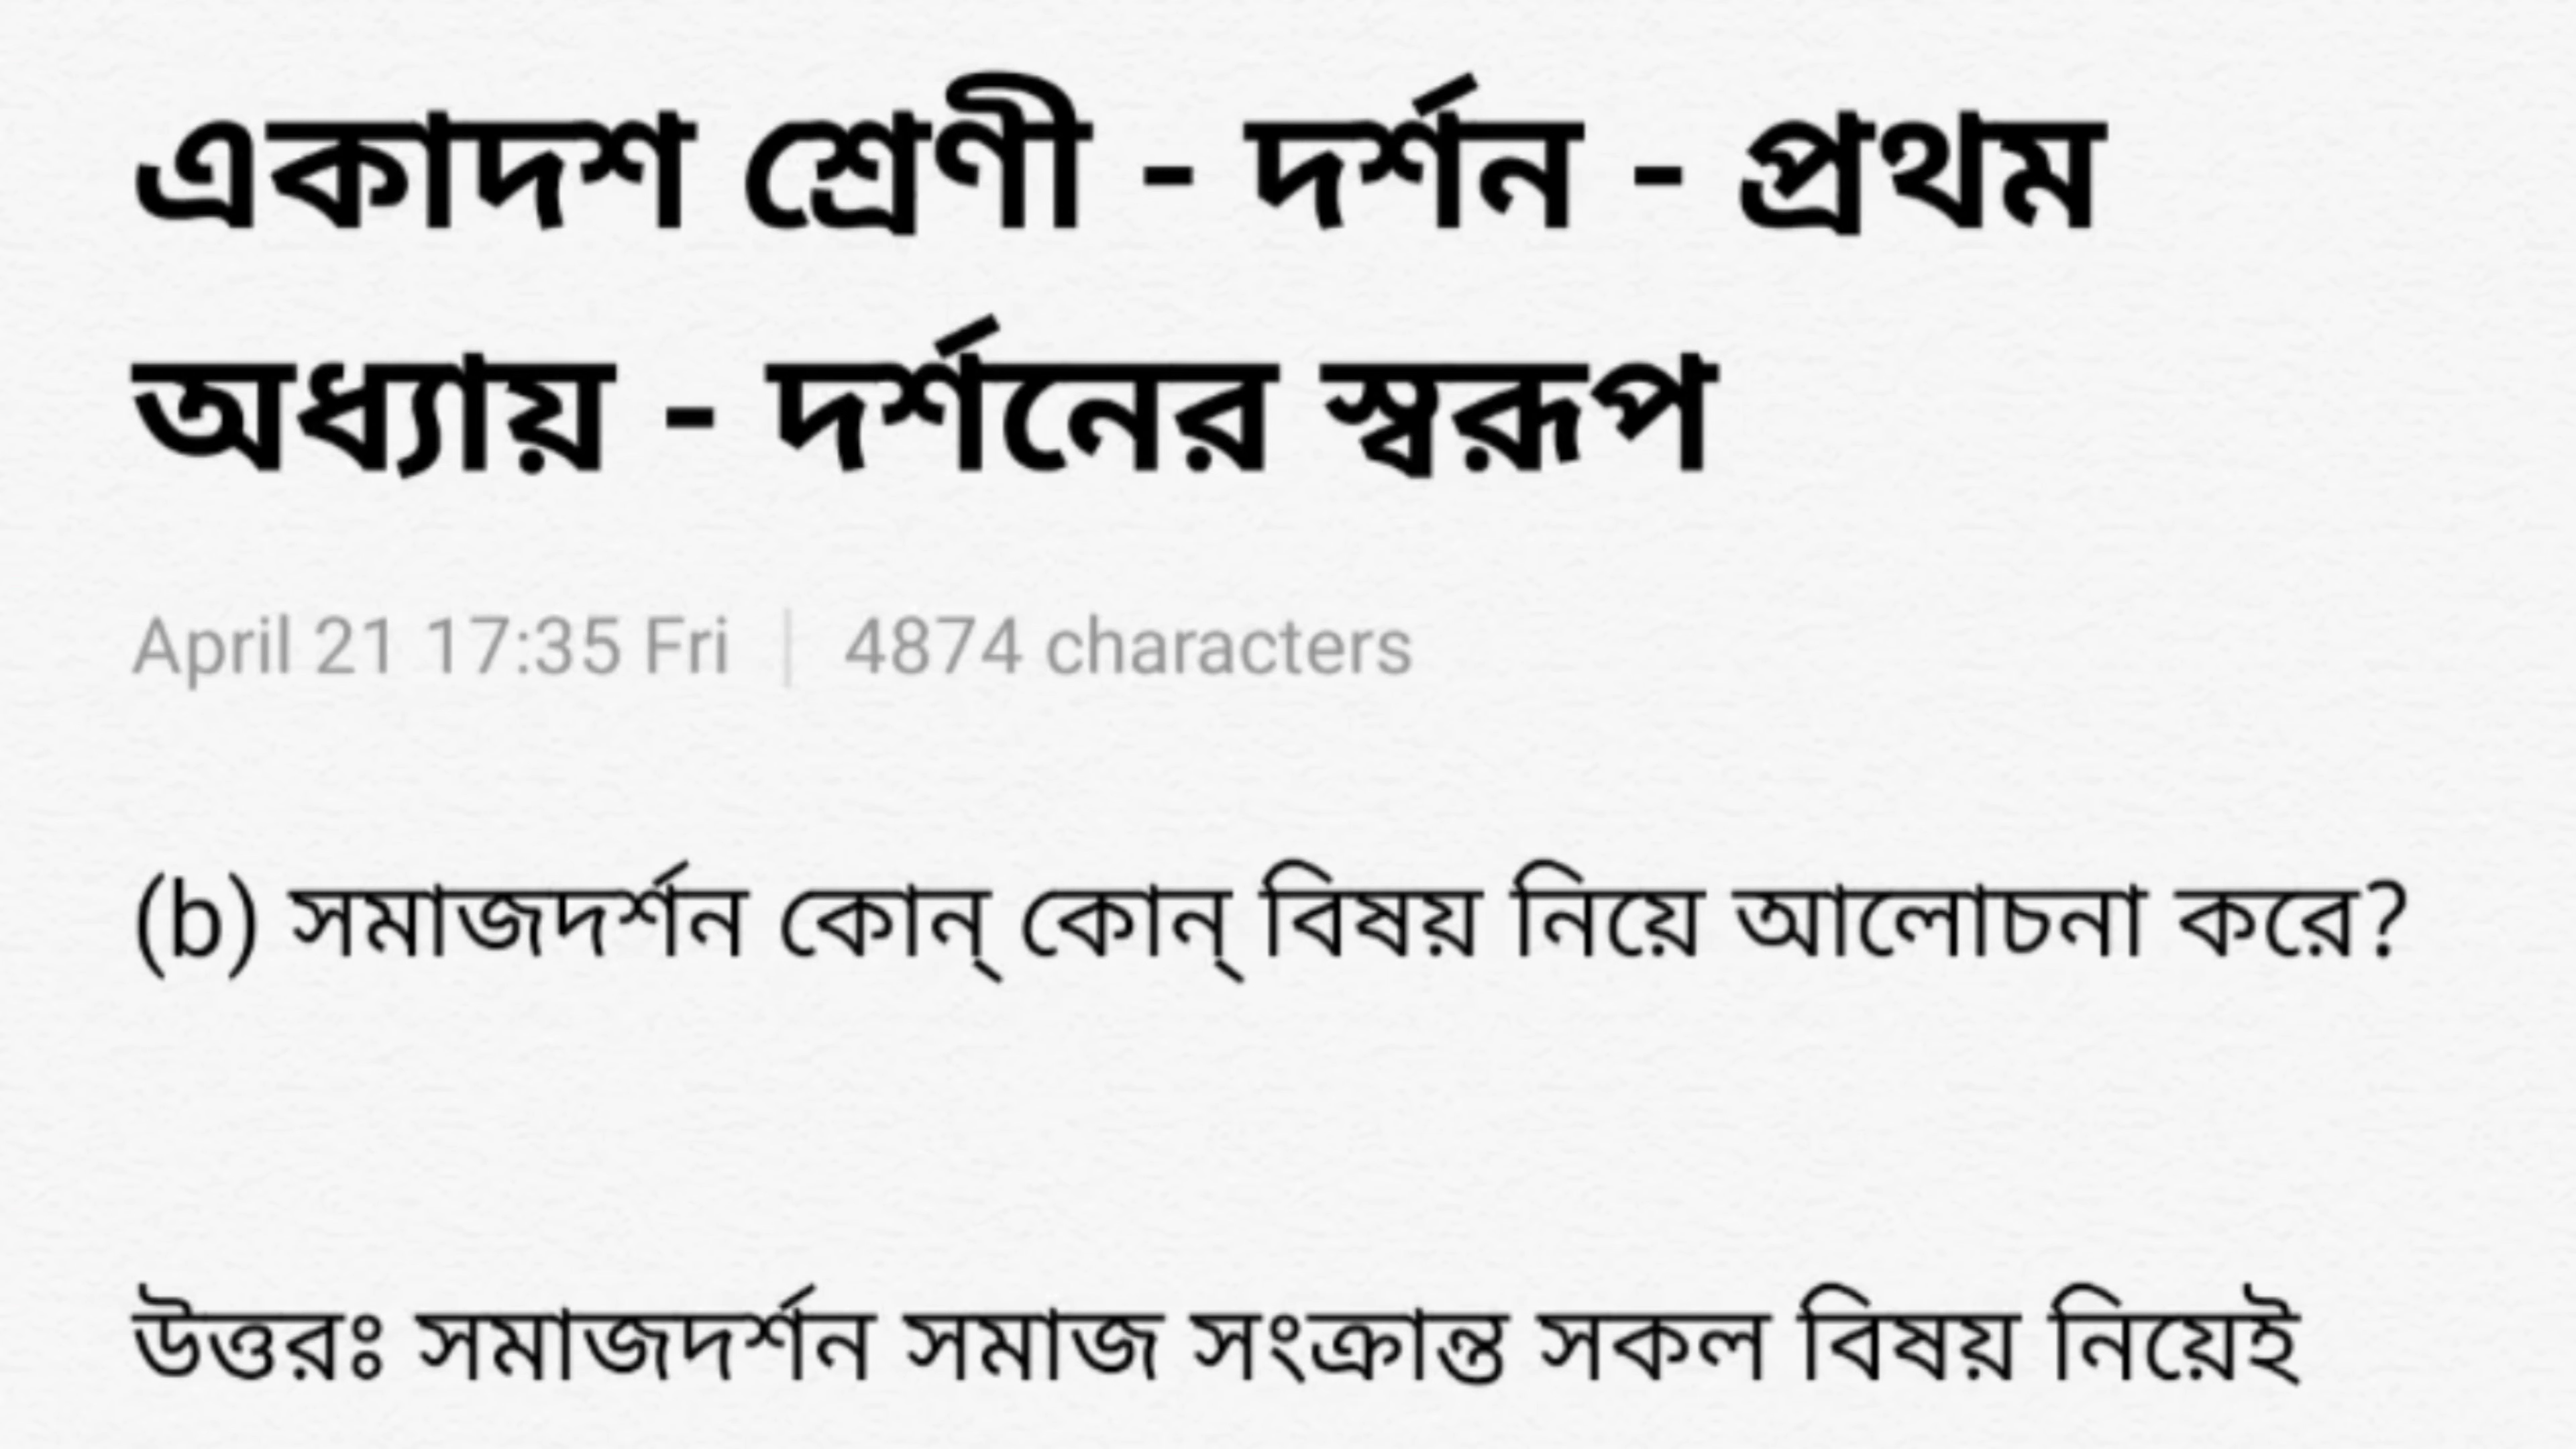 একাদশ শ্রেণী - দর্শন - প্রথম
অধ্যায় - দর্শনের স্বরূপ
April 21 17:35 Fri | 4874 characters
(b) সমাজদর্শন কোন্ কোন্ বিষয় নিয়ে আলোচনা করে?
উত্তরঃ সমাজদর্শন সমাজ সংক্রান্ত সকল বিষয় নিয়েই